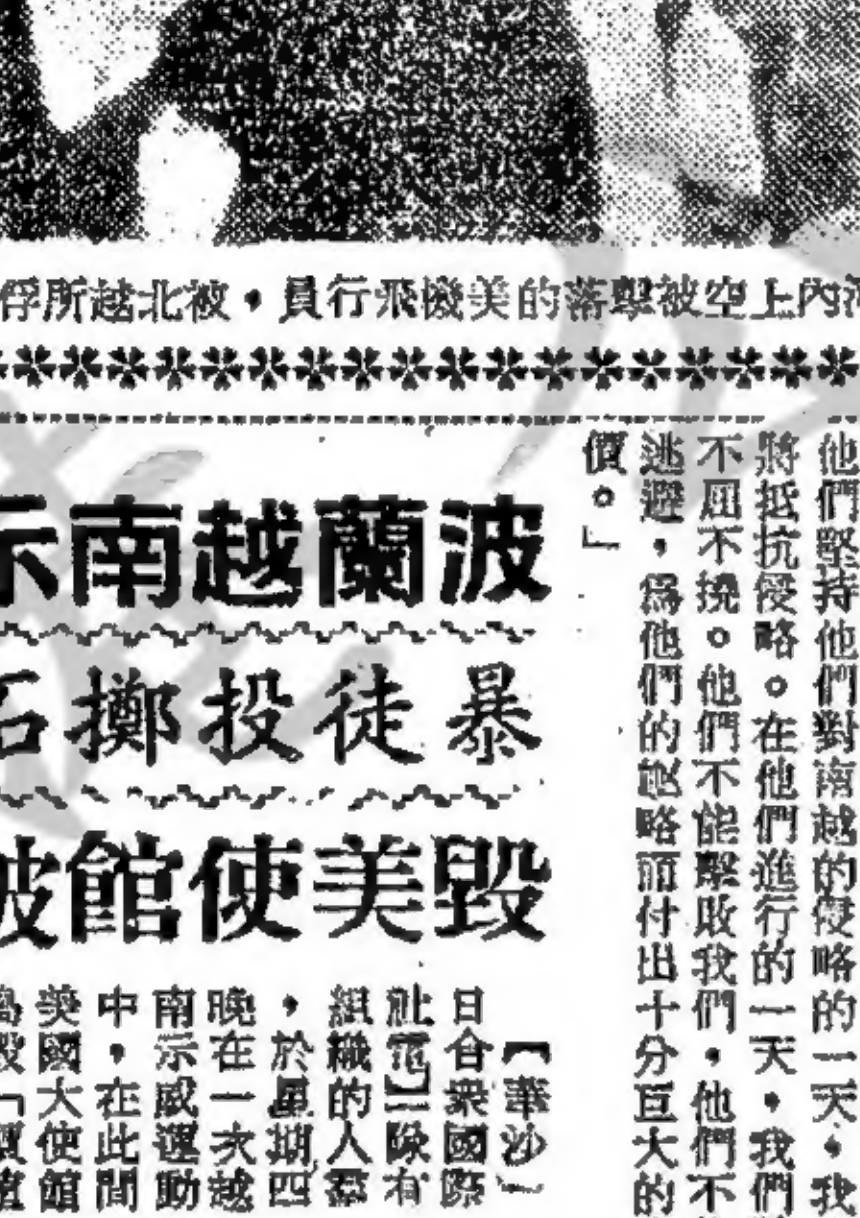 內上空被擊落的美機飛行員，被北越所俘
他們堅持他們對南越的侵略的一天，我
將抵抗侵略。在他們進行的一天，我們
不屈不撓。他們不能擊敗我們，他們不
逃避，爲他們的侵略而付出十分巨大的
價。』
波蘭越南示
暴徒投擲石
毀美使館玻
【華沙
日合衆國際
社電】一隊有
組織的人羣
，於星期四
晚在一次越
南示威運動
中，在此間
美國大使館